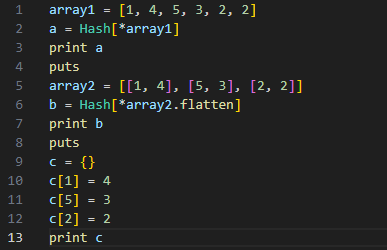 1 array1 = [1, 4, 5, 3, 2, 2]
2 a = Hash[*array1]
3 print a
4 puts
5 array2 = [[1, 4], [5, 3], [2, 2]]
6 b = Hash[*array2.flatten]
7 print b
8 puts
9 c = {}
10 c[1] = 4
11 c[5] = 3
12 c[2] = 2
13 print c